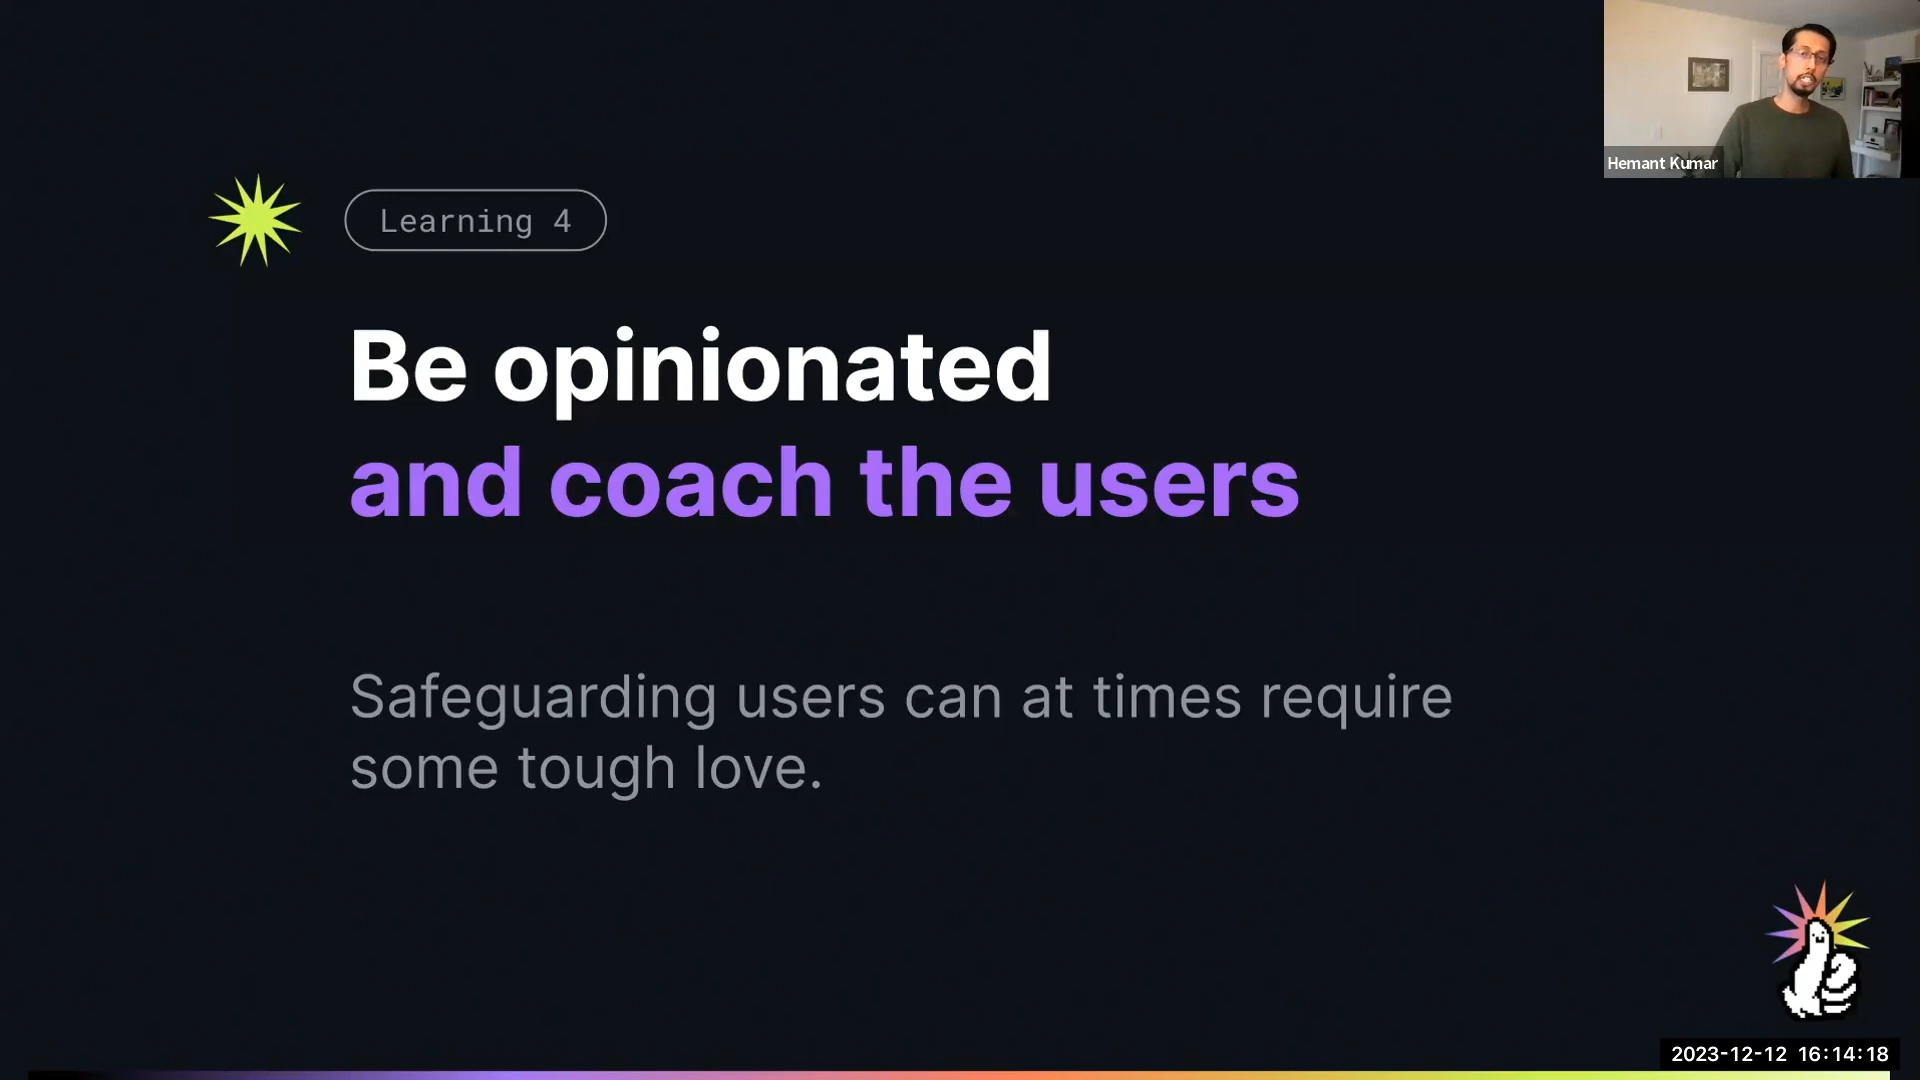 Hemant Kumar
Learning 4
Be opinionated
and coach the users
Safeguarding users can at times require
some tough love.
2023-12-12 16:14:18